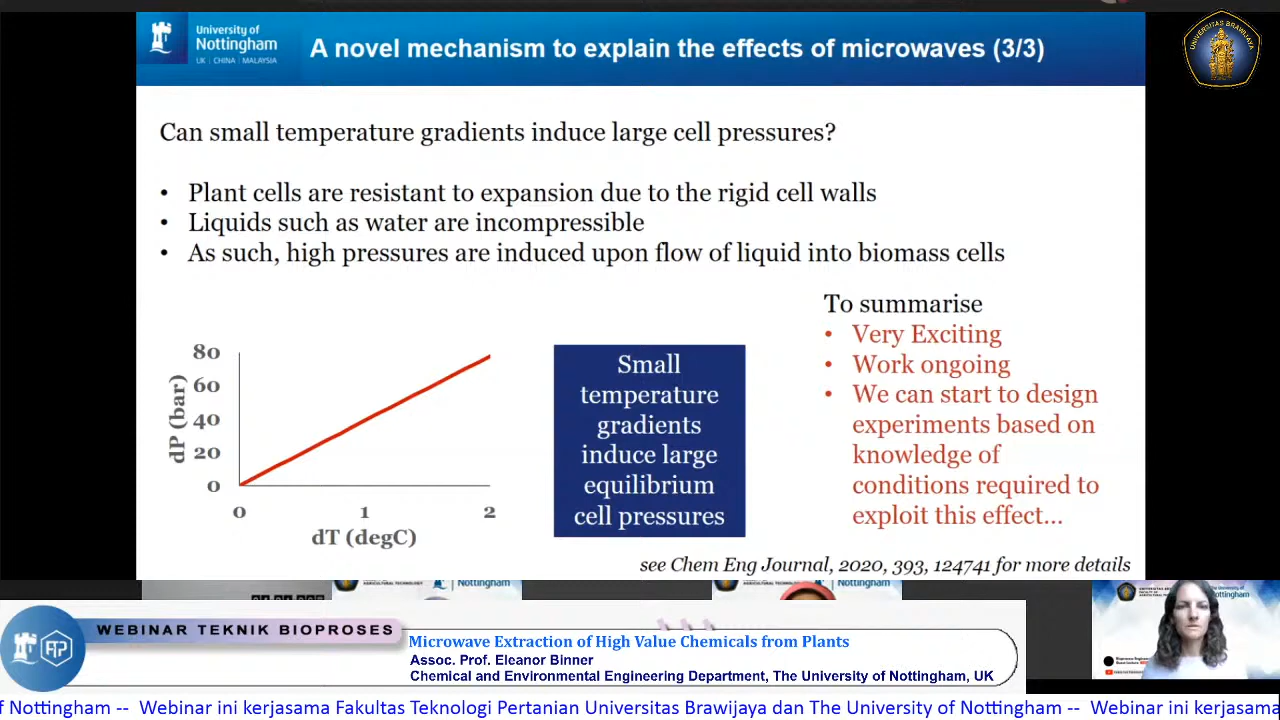 University of
Nottingham
UK | CHINA | MALAYSIA
A novel mechanism to explain the effects of microwaves (3/3)
UNIVERSITAS BRAWIJAYA
Can small temperature gradients induce large cell pressures?
• Plant cells are resistant to expansion due to the rigid cell walls
• Liquids such as water are incompressible
• As such, high pressures are induced upon flow of liquid into biomass cells
To summarise
• Very Exciting
• Work ongoing
• We can start to design
experiments based on
knowledge of
conditions required to
exploit this effect...
80
60
40
20
0
dP (bar)
0 1 2
dT (degC)
Small
temperature
gradients
induce large
equilibrium
cell pressures
see Chem Eng Journal, 2020, 393, 124741 for more details
AGRICULTURAL TECHNOLOGY
Nottingham
Nottingham
WEBINAR TEKNIK BIOPROSES
Microwave Extraction of High Value Chemicals from Plants
Assoc. Prof. Eleanor Binner
Chemical and Environmental Engineering Department, The University of Nottingham, UK
f Nottingham -- Webinar ini kerjasama Fakultas Teknologi Pertanian Universitas Brawijaya dan The University of Nottingham -- Webinar ini kerjasama